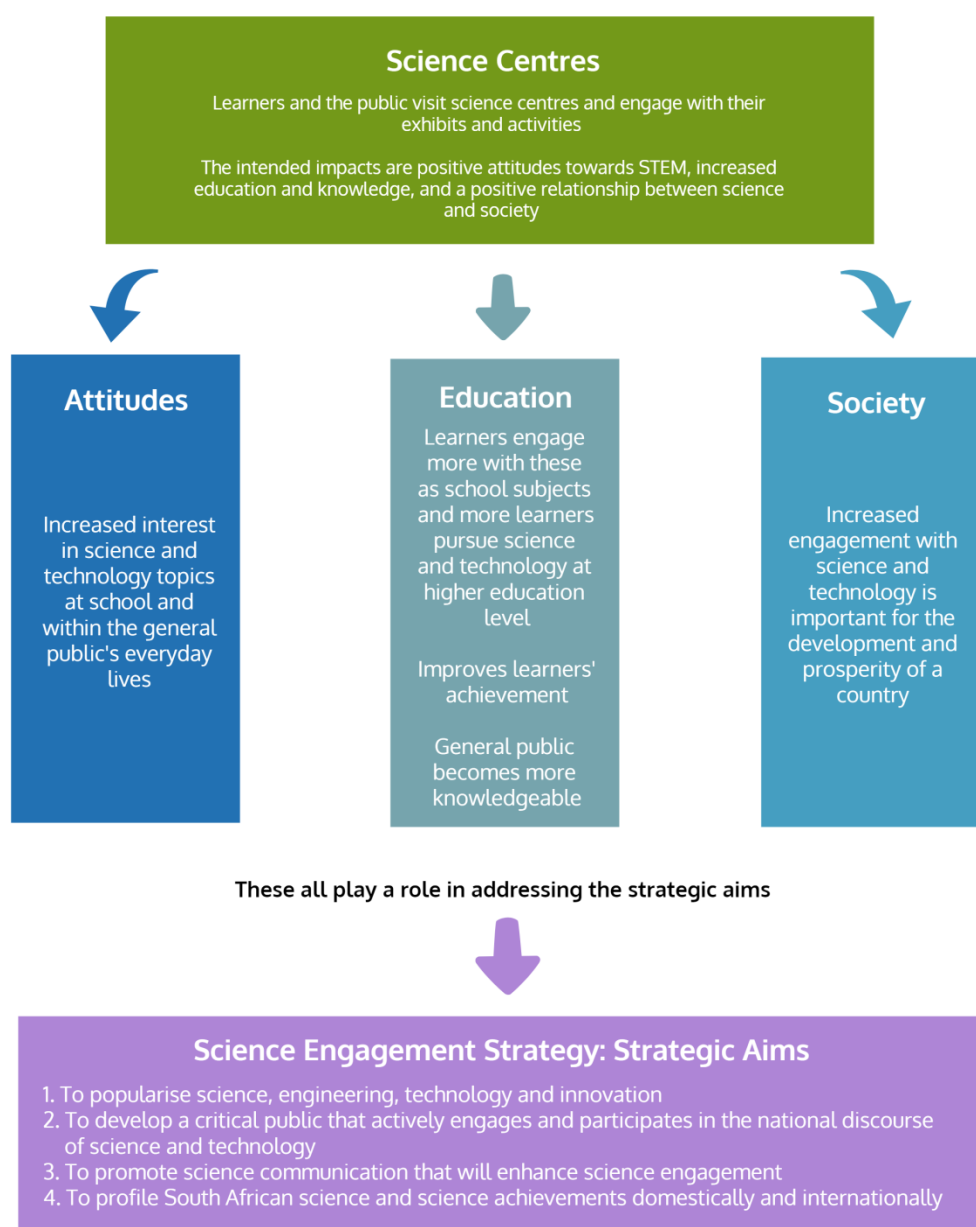 Science Centres
Learners and the public visit science centres and engage with their
exhibits and activities
The intended impacts are positive attitudes towards STEM, increased
education and knowledge, and a positive relationship between science
and society
Attitudes
Increased interest
in science and
technology topics
at school and
within the general
public's everyday
lives
Education
Learners engage
more with these
as school subjects
and more learners
pursue science
and technology at
higher education
level
Improves learners'
achievement
General public
becomes more
knowledgeable
Society
Increased
engagement with
science and
technology is
important for the
development and
prosperity of a
country
These all play a role in addressing the strategic aims
Science Engagement Strategy: Strategic Aims
1. To popularise science, engineering, technology and innovation
2. To develop a critical public that actively engages and participates in the national discourse
of science and technology
3. To promote science communication that will enhance science engagement
4. To profile South African science and science achievements domestically and internationally